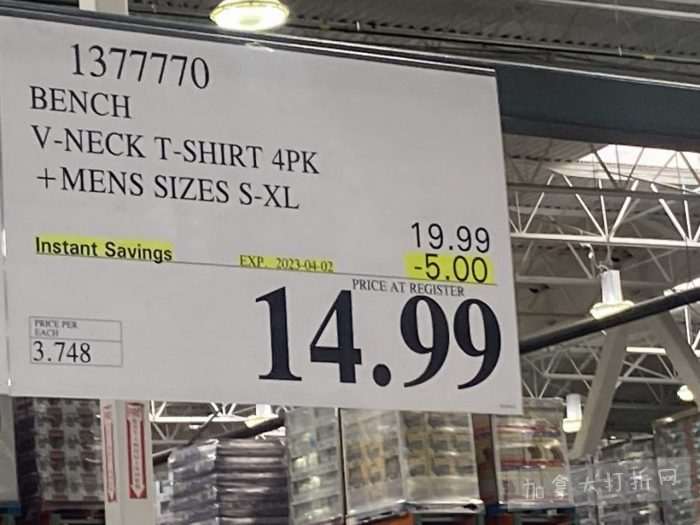 1377770
BENCH
V-NECK T-SHIRT 4PK
+MENS SIZES S-XL
19.99
Instant Savings EXP. 2023-04-02 -5.00
PRICE AT REGISTER
14.99
PRICE PER
EACH
3.748
加拿大打折网